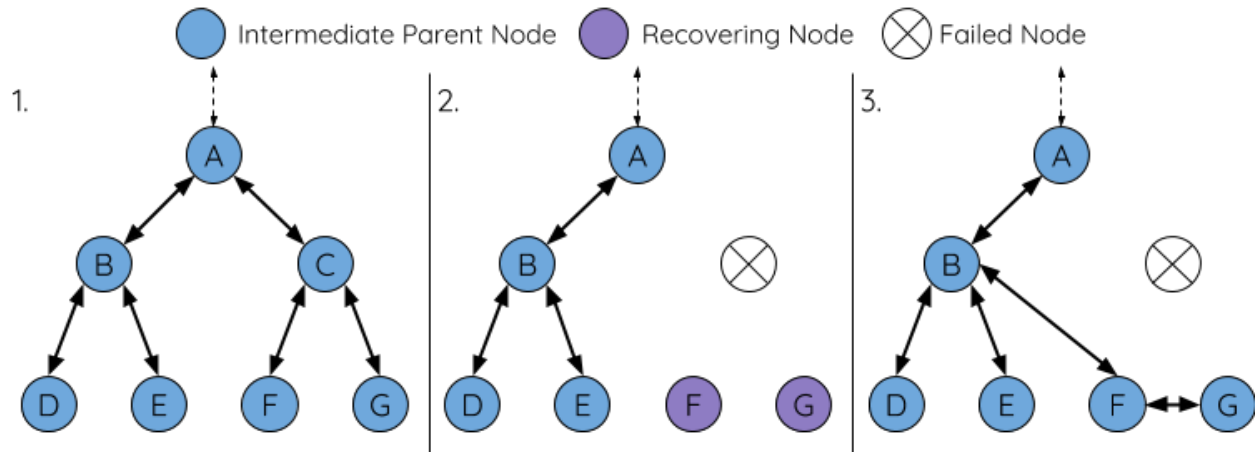 Intermediate Parent Node Recovering Node Failed Node
1. 2. 3.
A A A
B C B B
D E F G D E F G D E F G